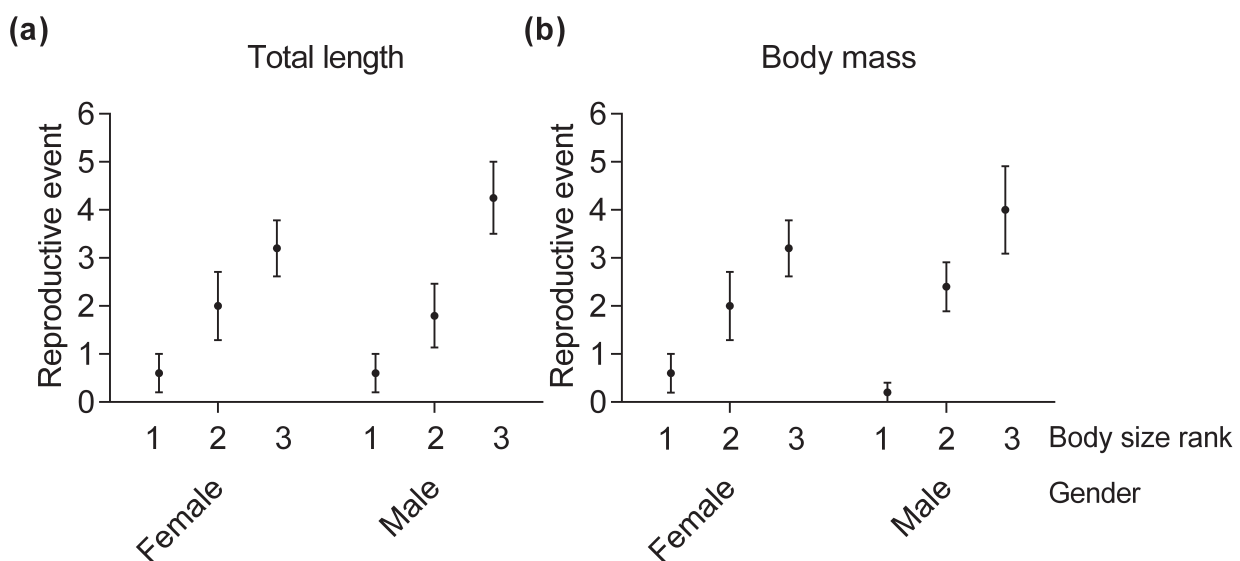 (a)
Total length
Reproductive event
6
5
4
3
2
1
0
1 2 3 1 2 3
Female Male
(b)
Body mass
Reproductive event
6
5
4
3
2
1
0
1 2 3 1 2 3 Body size rank
Female Male Gender